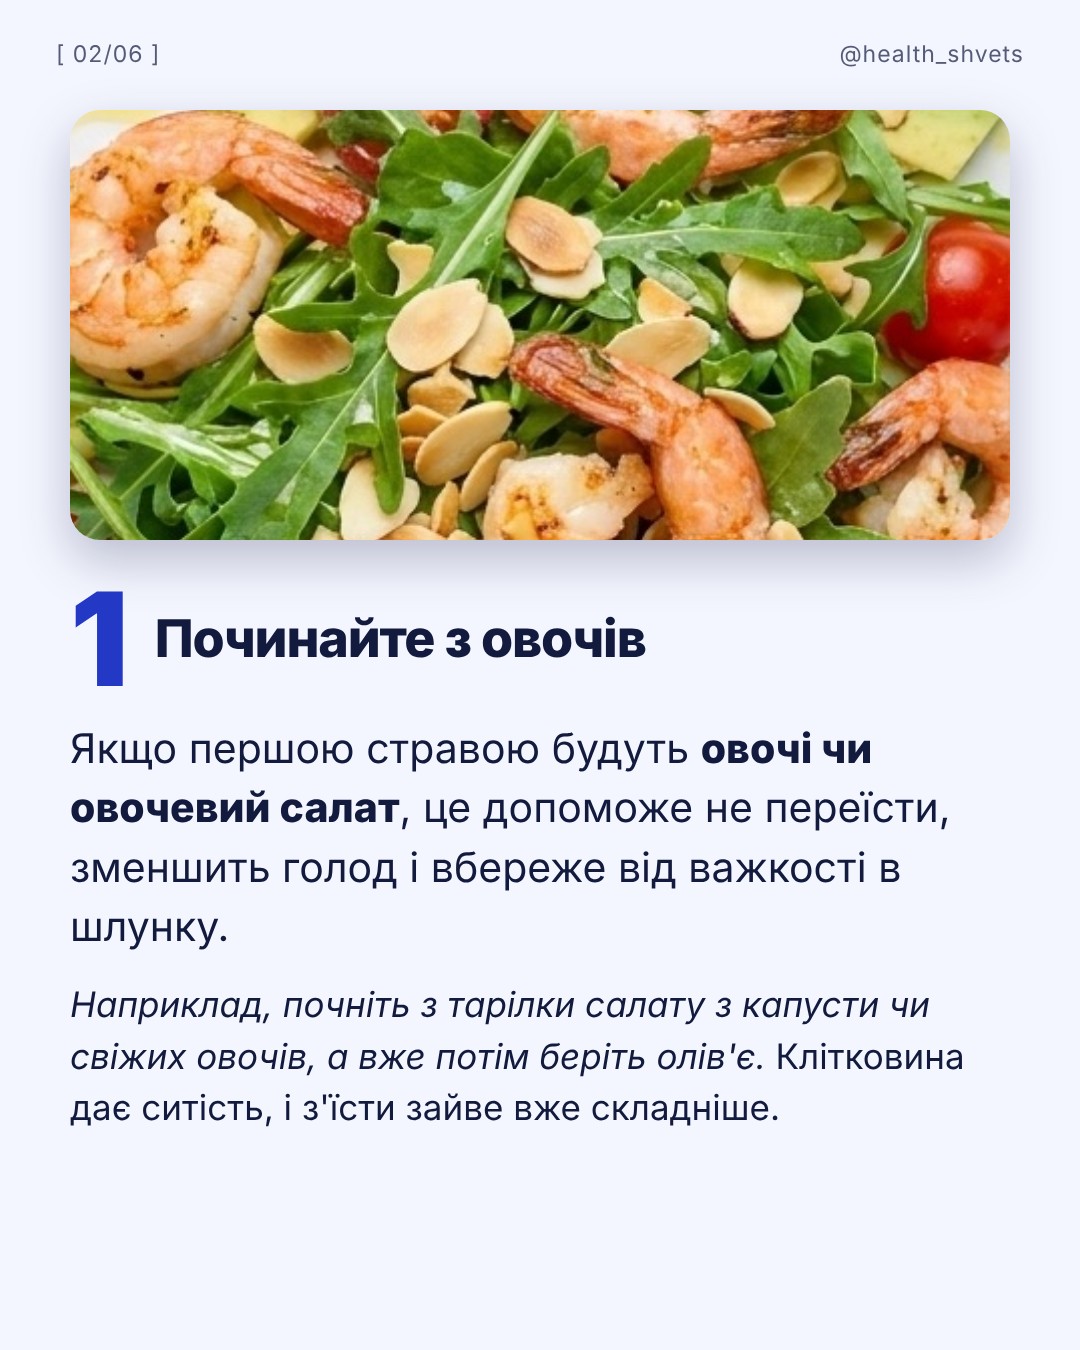 [ 02/06 ]
@health_shvets
1 Починайте з овочів
Якщо першою стравою будуть овочі чи
овочевий салат, це допоможе не переїсти,
зменшить голод і вбереже від важкості в
шлунку.
Наприклад, почніть з тарілки салату з капусти чи
свіжих овочів, а вже потім беріть олів'є. Клітковина
дає ситість, і з'їсти зайве вже складніше.